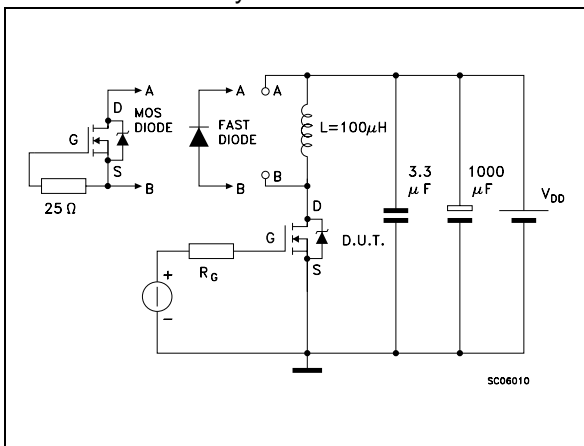 A
D
MOS
DIODE
G
S
B
25 Ω
A
FAST
DIODE
B
A
L=100μH
B
D
G
D.U.T.
S
RG
+
−
3.3
μF
1000
μF
VDD
SC06010